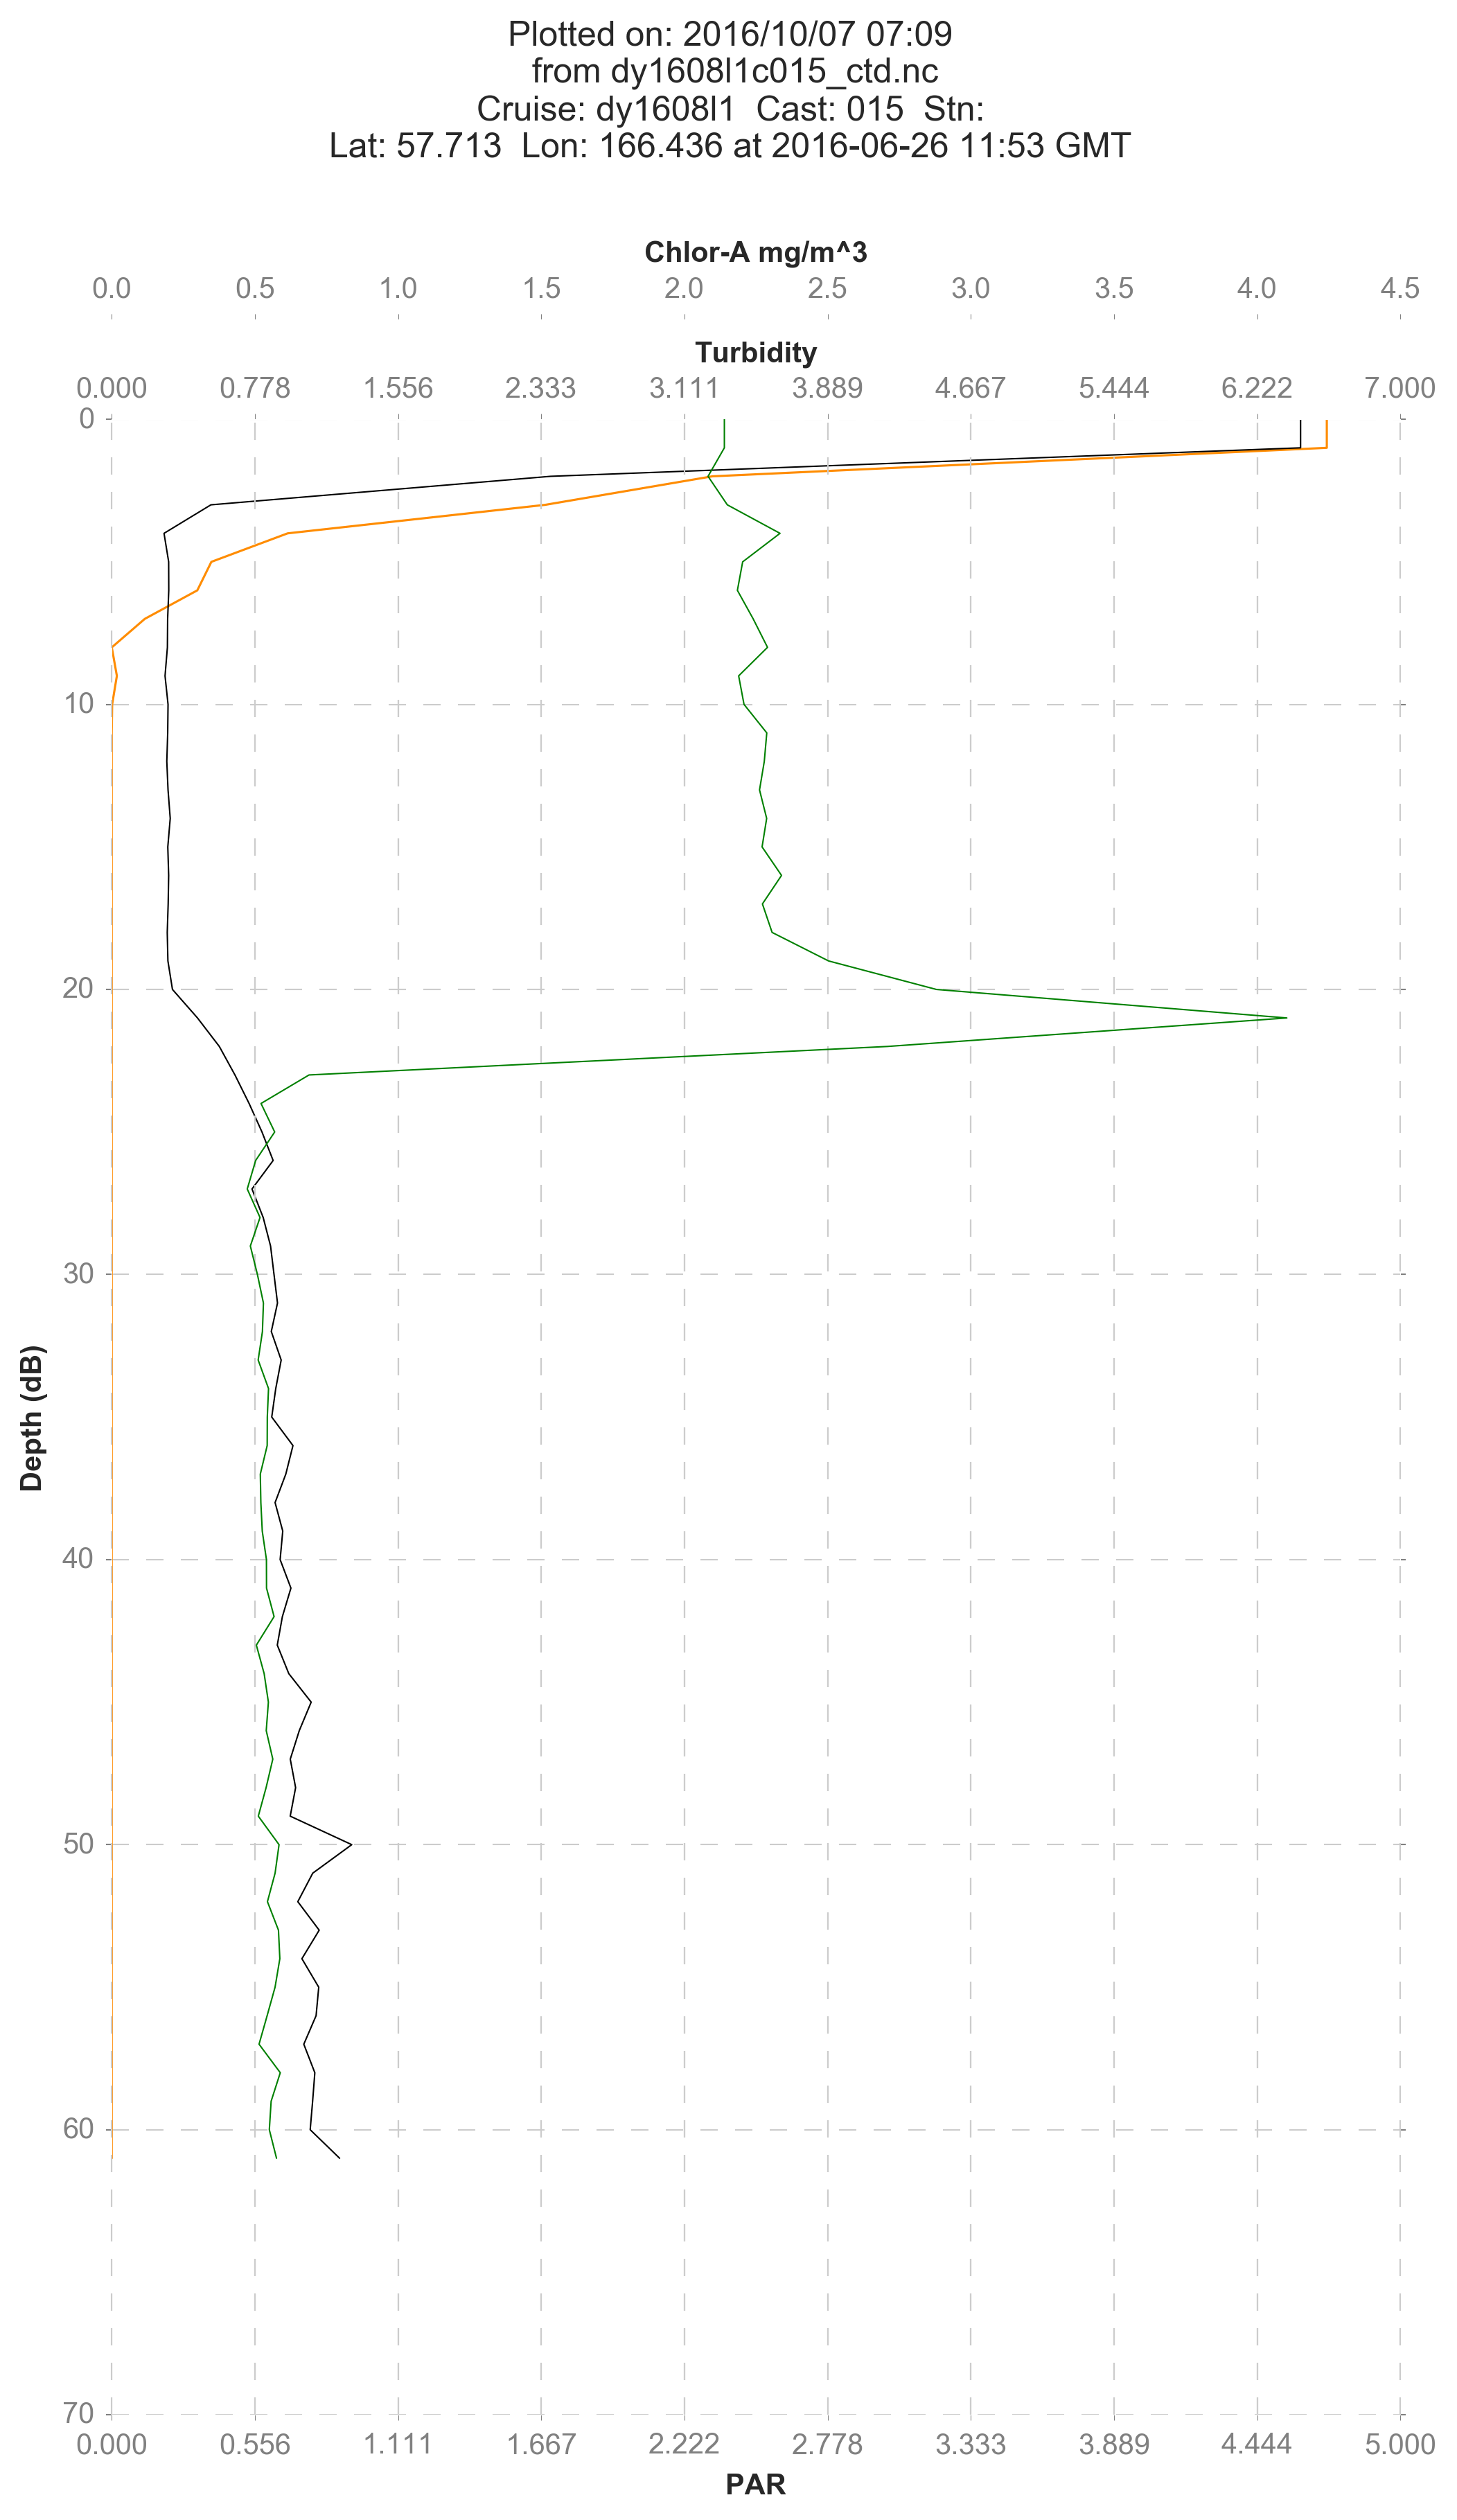 Plotted on: 2016/10/07 07:09
from dy1608l1c015_ctd.nc
Cruise: dy1608l1  Cast: 015  Stn:
Lat: 57.713  Lon: 166.436 at 2016-06-26 11:53 GMT
Chlor-A mg/m^3
0.0 0.5 1.0 1.5 2.0 2.5 3.0 3.5 4.0 4.5
Turbidity
0.000 0.778 1.556 2.333 3.111 3.889 4.667 5.444 6.222 7.000
0
10
20
30
Depth (dB)
40
50
60
70
0.000 0.556 1.111 1.667 2.222 2.778 3.333 3.889 4.444 5.000
PAR